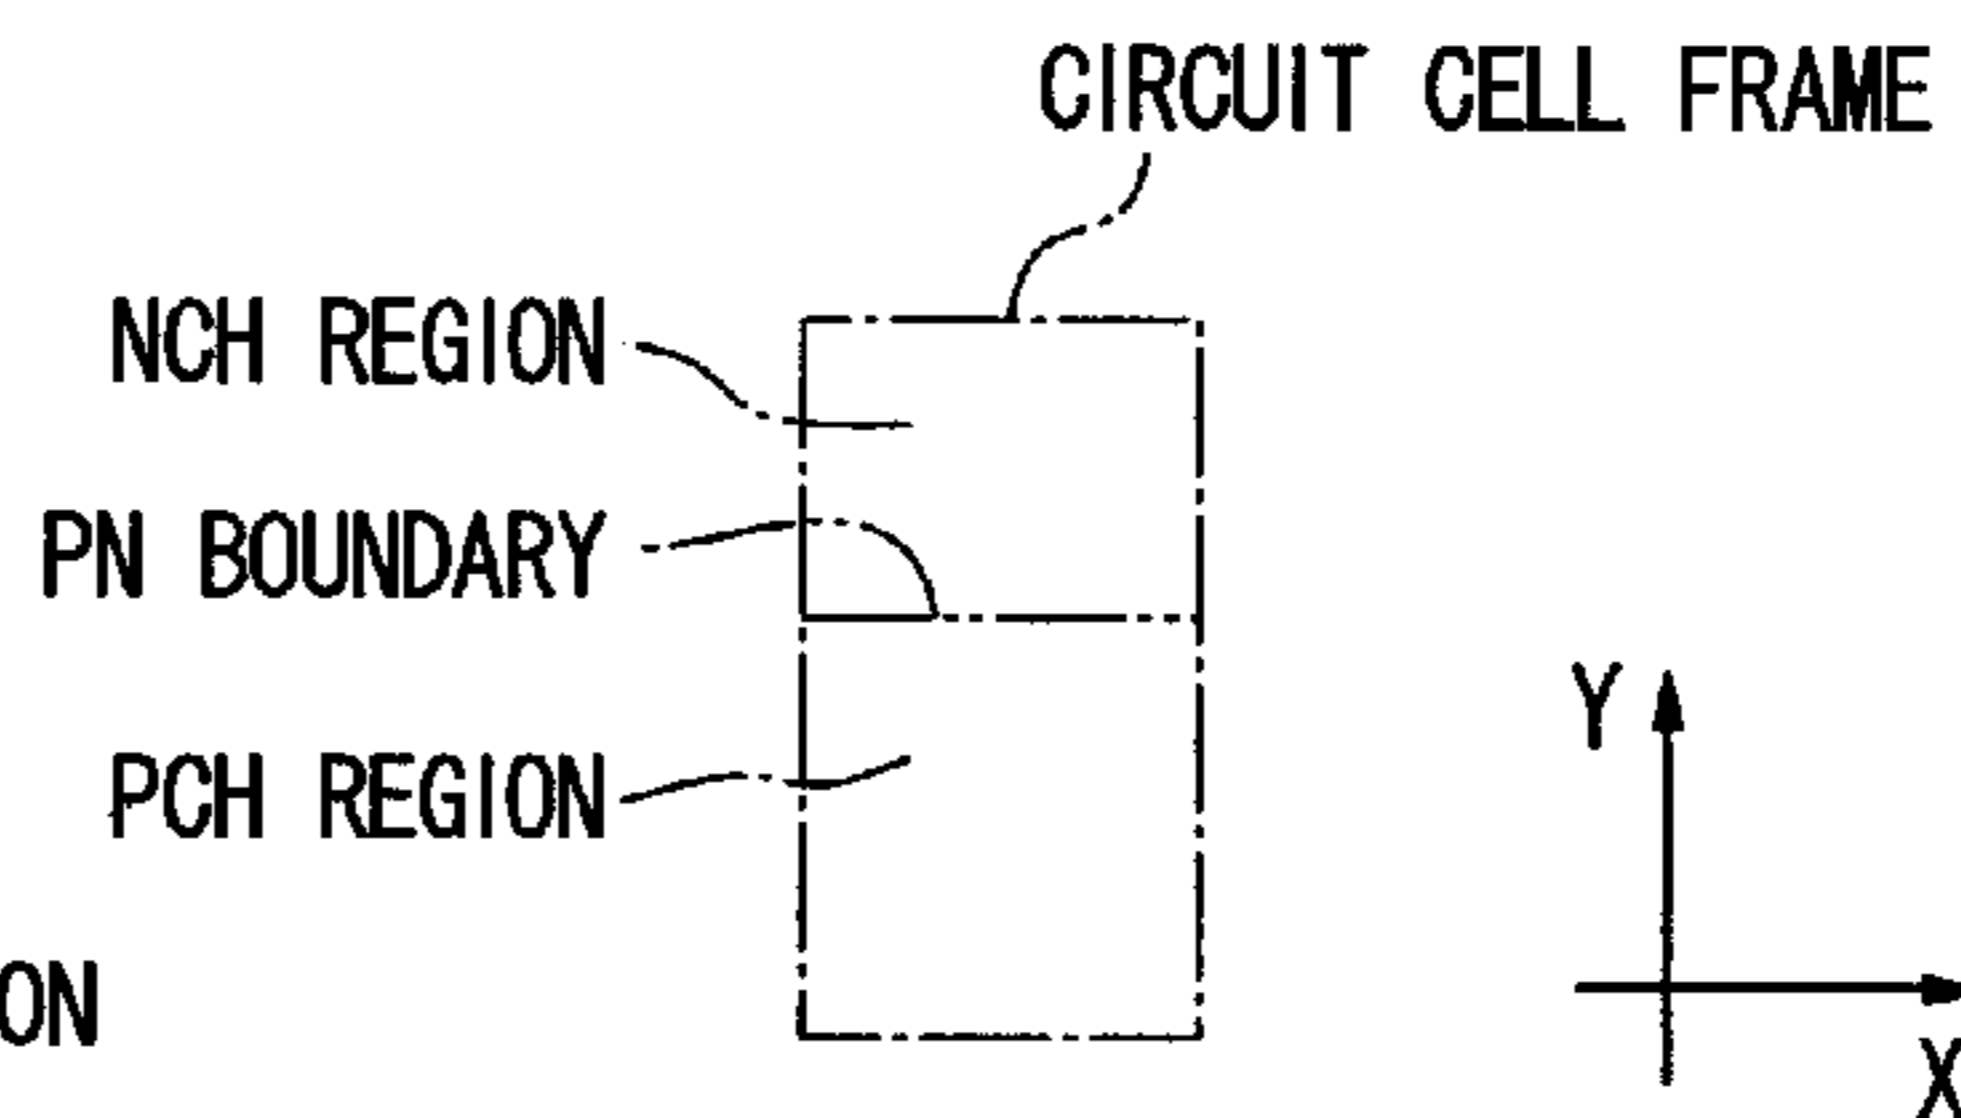 CIRCUIT CELL FRAME
NCH REGION
PN BOUNDARY
PCH REGION
Y
ON
X